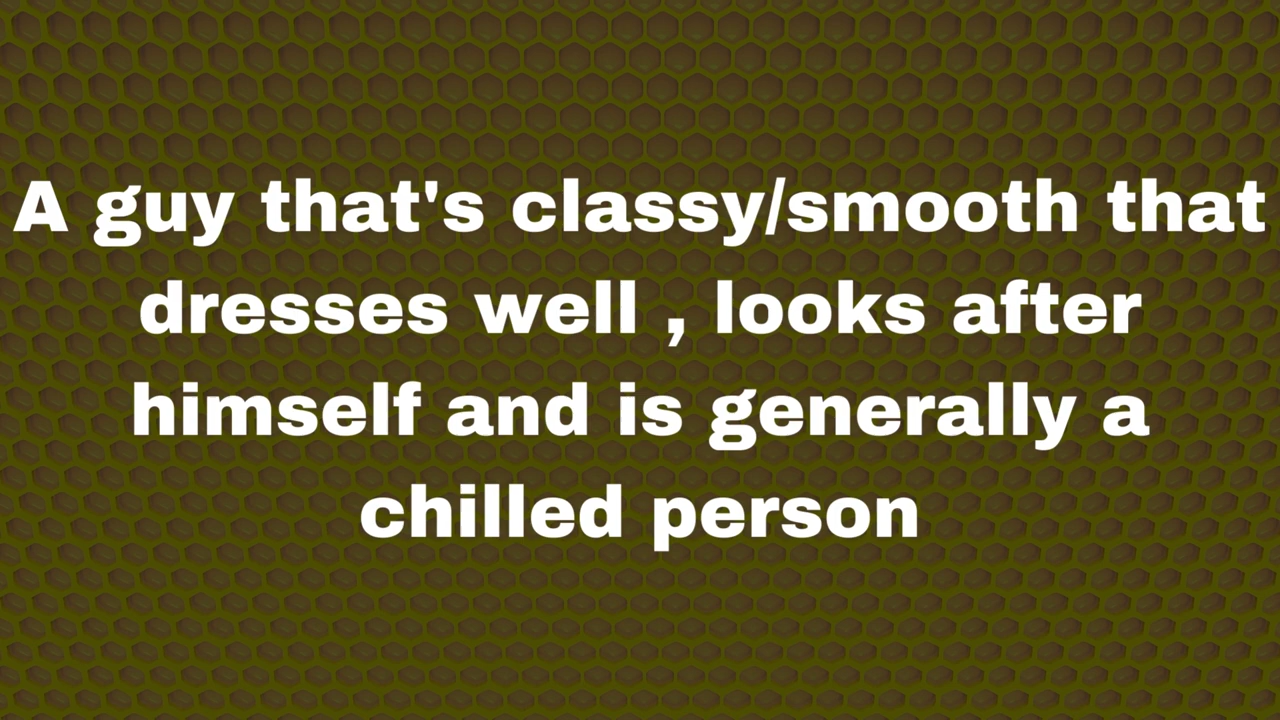 A guy that's classy/smooth that
dresses well , looks after
himself and is generally a
chilled person